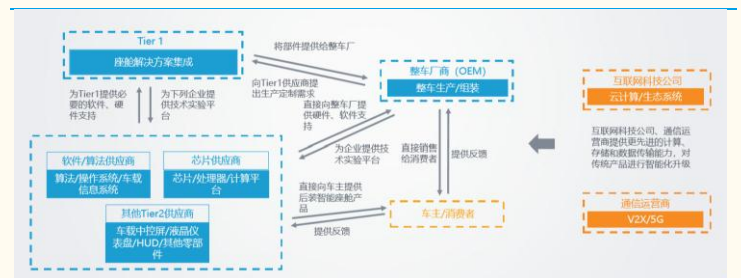 Tier 1
座舱解决方案集成
将部件提供给整车厂
向Tier1供应商提
出生产定制需求
整车厂商（OEM）
整车生产/组装
互联网科技公司
云计算/生态系统
为Tier1提供必
要的软件、硬
件支持
为下列企业提
供技术实验平
台
直接向整车厂提
供硬件、软件支
持
为企业提供技
术实验平台
直接销售
给消费者
提供反馈
互联网科技公司、通信运
营商提供更先进的计算、
存储和数据传输能力，对
传统产品进行智能化升级
软件/算法供应商
算法/操作系统/车载
信息系统
芯片供应商
芯片/处理器/计算平
台
其他Tier2供应商
车载中控屏/液晶仪
表盘/HUD/其他零部
件
直接向车主提供
后装智能座舱产
品
提供反馈
车主/消费者
通信运营商
V2X/5G